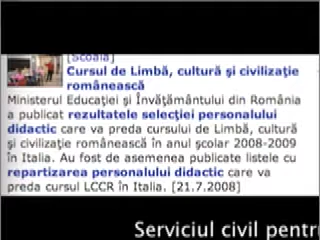 [Școala]
Cursul de Limbă, cultură şi civilizaţie
românească
Ministerul Educaţiei şi Învăţământului din România
a publicat rezultatele selecţiei personalului
didactic care va preda cursului de Limbă, cultură
şi civilizaţie românească în anul şcolar 2008-2009
în Italia. Au fost de asemenea publicate listele cu
repartizarea personalului didactic care va
preda cursul LCCR în Italia. [21.7.2008]
Serviciul civil pentru